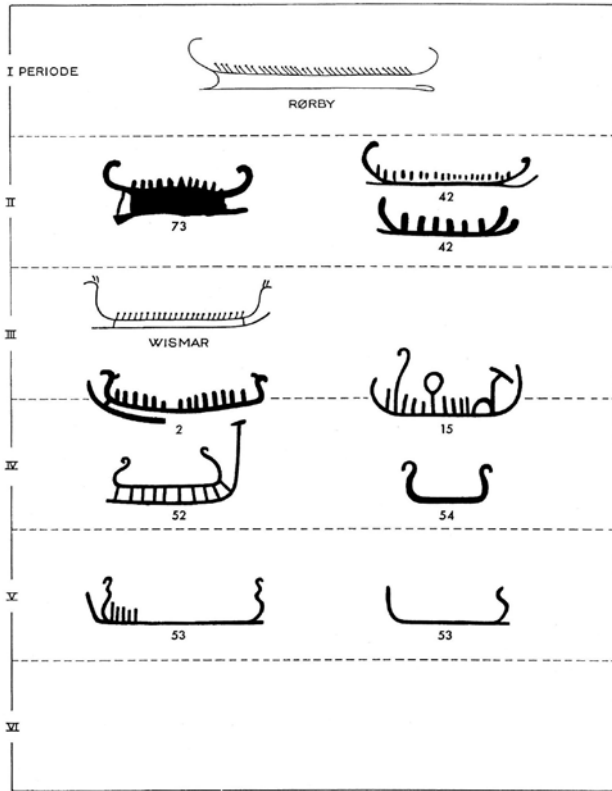 I PERIODE
RØRBY
II
73
42
42
III
WISMAR
2
15
IV
52
54
V
53
53
VI